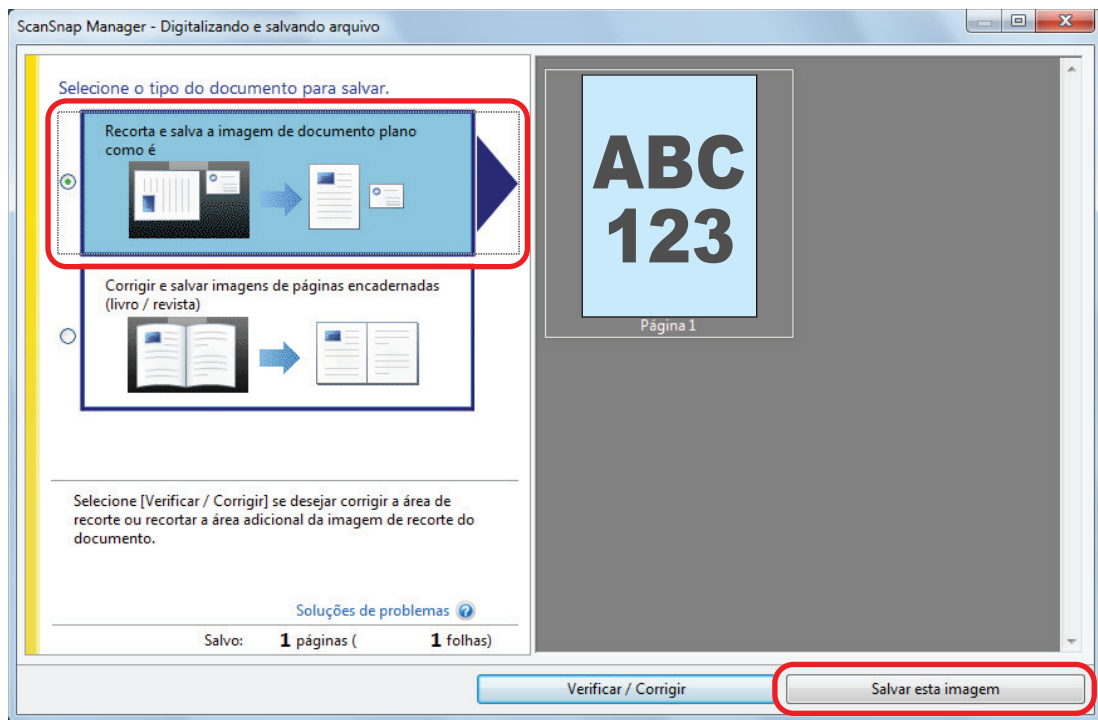 ScanSnap Manager - Digitalizando e salvando arquivo
Selecione o tipo do documento para salvar.
Recorta e salva a imagem de documento plano
como é
Corrigir e salvar imagens de páginas encadernadas
(livro / revista)
Selecione [Verificar / Corrigir] se desejar corrigir a área de
recorte ou recortar a área adicional da imagem de recorte do
documento.
Soluções de problemas ?
Salvo: 1 páginas ( 1 folhas)
ABC
123
Página 1
Verificar / Corrigir
Salvar esta imagem